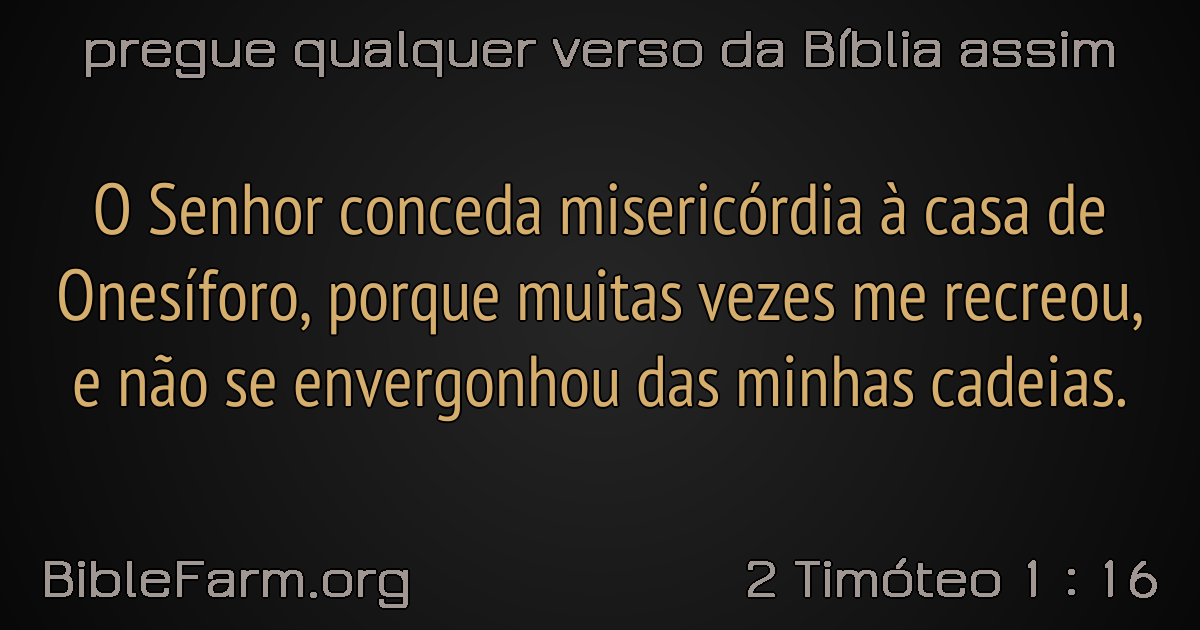 pregue qualquer verso da Bíblia assim
O Senhor conceda misericórdia à casa de
Onesíforo, porque muitas vezes me recreou,
e não se envergonhou das minhas cadeias.
BibleFarm.org
2 Timóteo 1 : 16